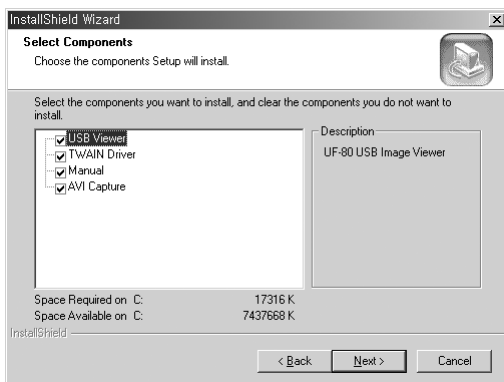 InstallShield Wizard
Select Components
Choose the components Setup will install.
Select the components you want to install, and clear the components you do not want to
install.
USB Viewer
TWAIN Driver
Manual
AVI Capture
Description
UF-80 USB Image Viewer
Space Required on C: 17316 K
Space Available on C: 7437668 K
InstallShield
< Back Next > Cancel